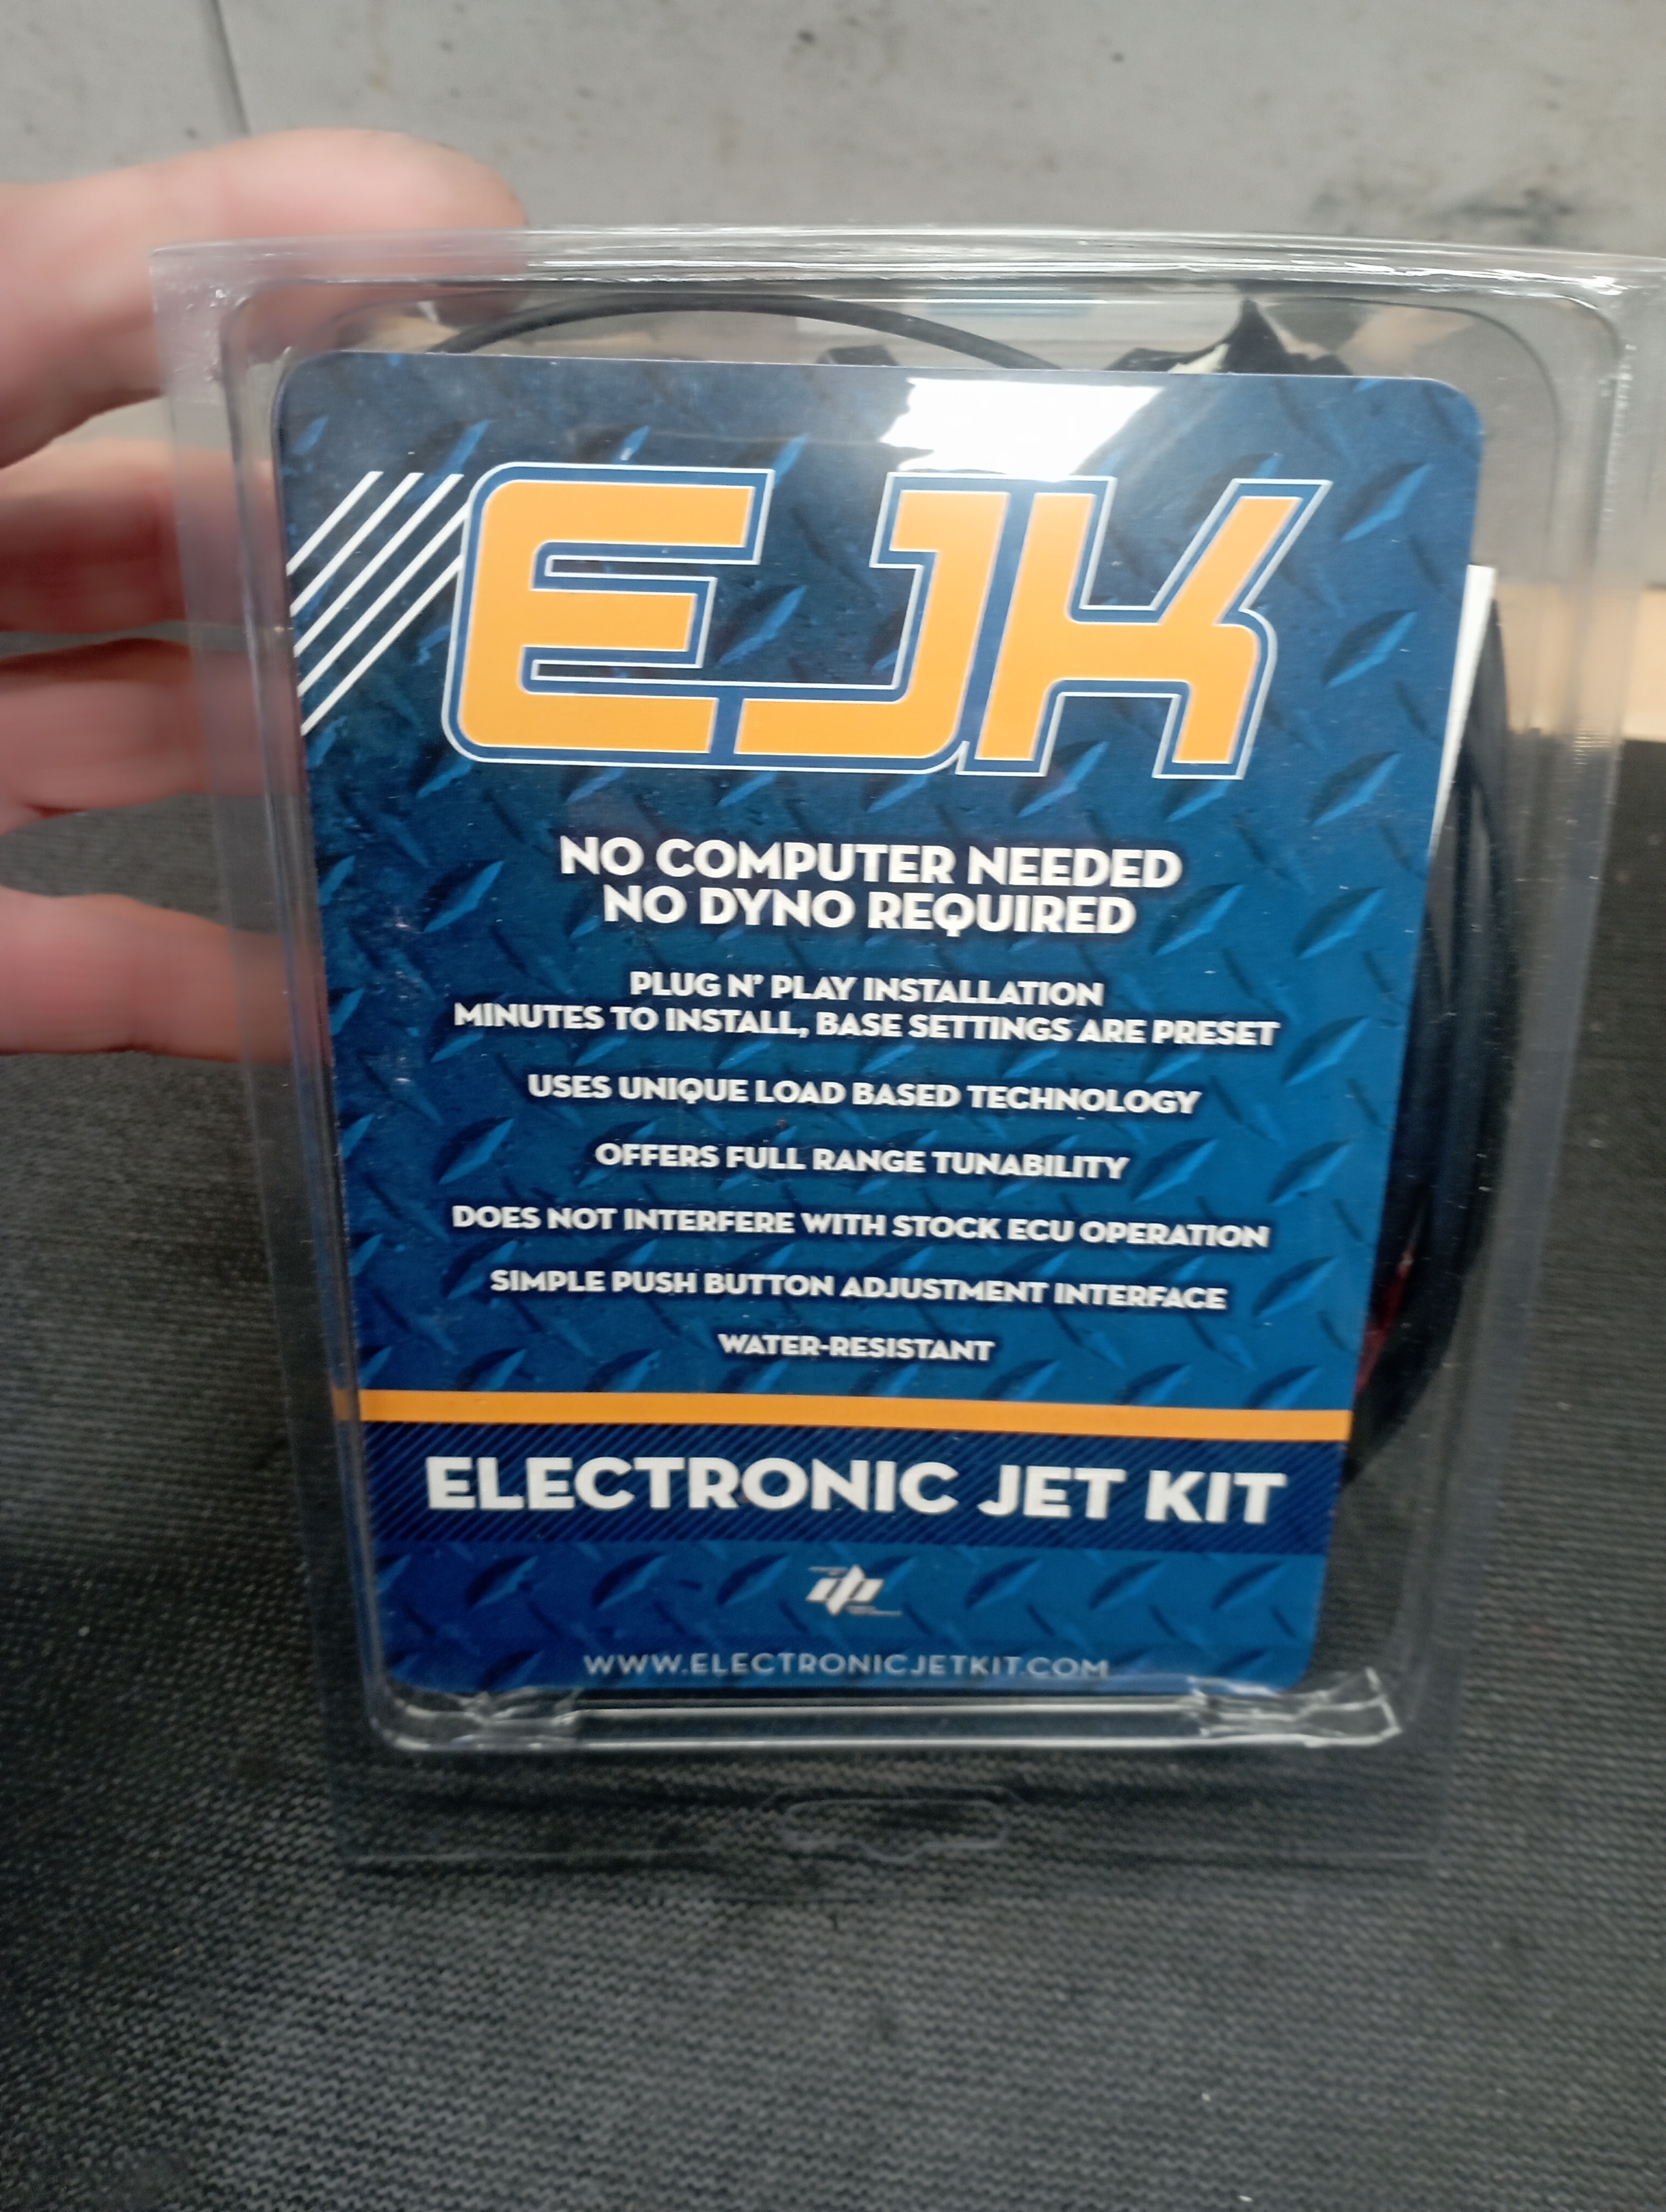 EJK
NO COMPUTER NEEDED
NO DYNO REQUIRED
PLUG N' PLAY INSTALLATION
MINUTES TO INSTALL, BASE SETTINGS ARE PRESET
USES UNIQUE LOAD BASED TECHNOLOGY
OFFERS FULL RANGE TUNABILITY
DOES NOT INTERFERE WITH STOCK ECU OPERATION
SIMPLE PUSH BUTTON ADJUSTMENT INTERFACE
WATER-RESISTANT
ELECTRONIC JET KIT
WWW.ELECTRONICJETKIT.COM